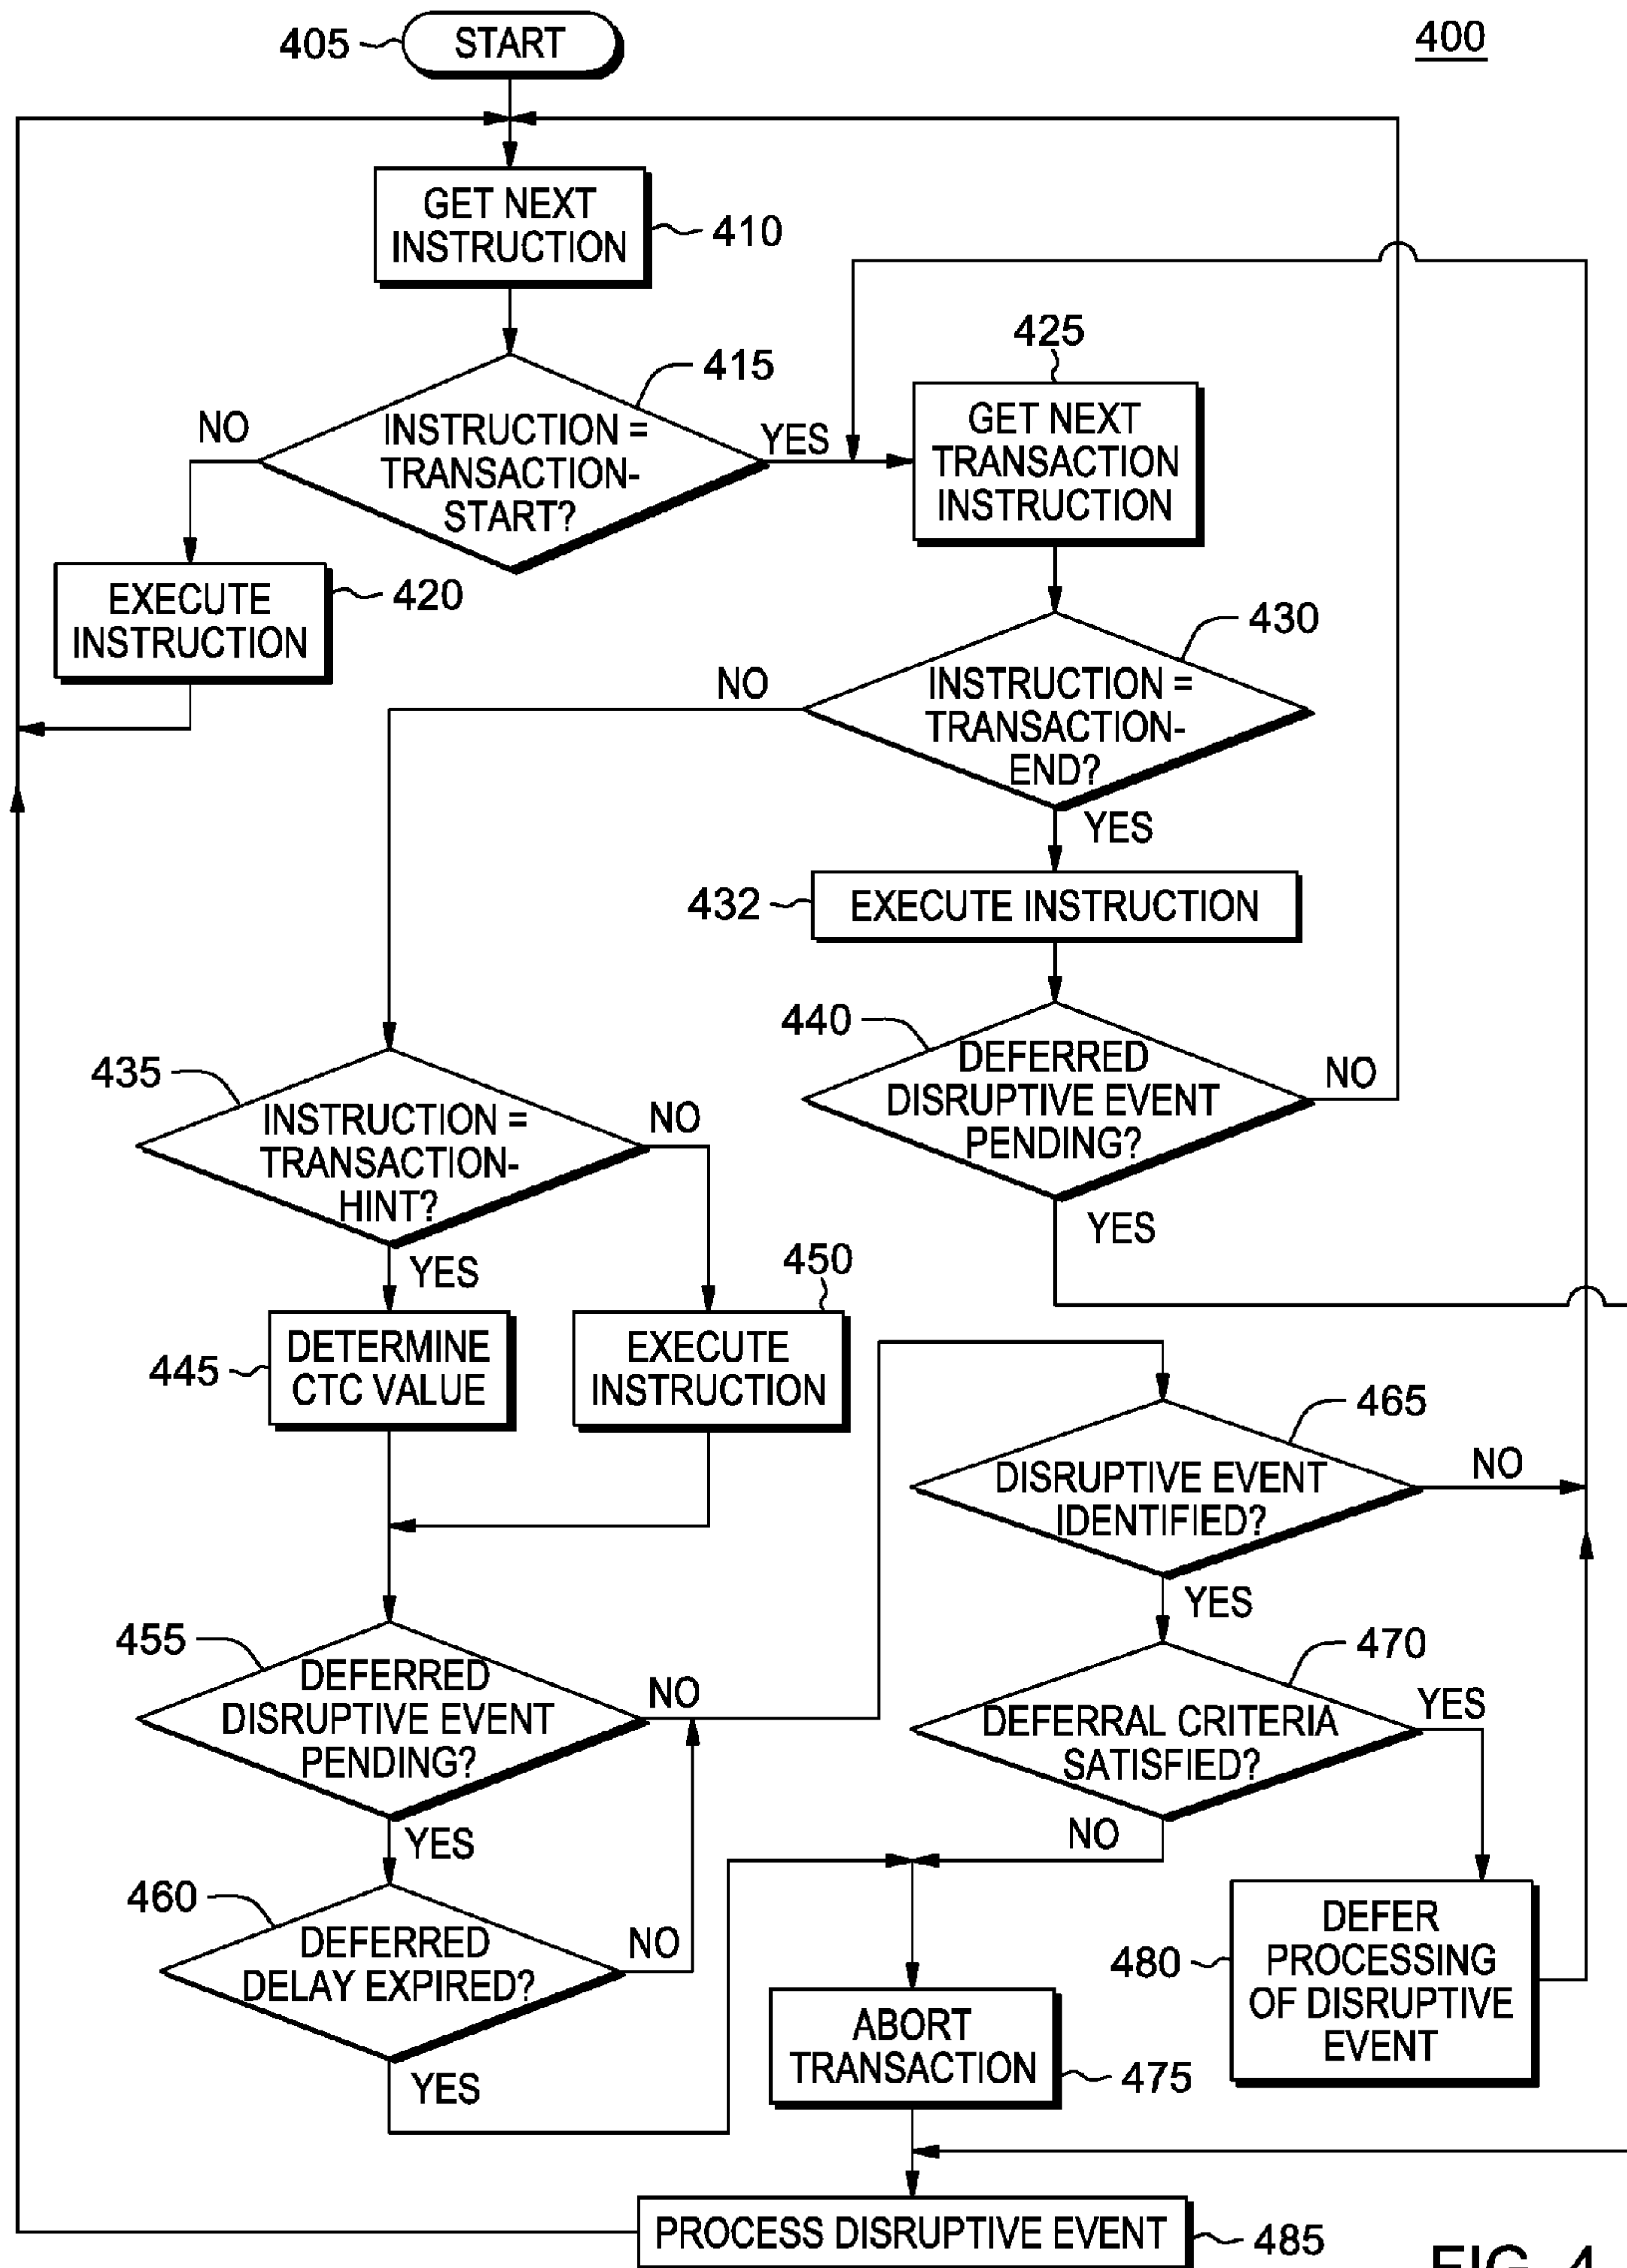 405
START
400
GET NEXT
INSTRUCTION
410
415
INSTRUCTION =
TRANSACTION-
START?
NO
YES
425
GET NEXT
TRANSACTION
INSTRUCTION
EXECUTE
INSTRUCTION
420
430
INSTRUCTION =
TRANSACTION-
END?
NO
YES
432
EXECUTE INSTRUCTION
440
DEFERRED
DISRUPTIVE EVENT
PENDING?
NO
YES
435
INSTRUCTION =
TRANSACTION-
HINT?
NO
YES
445
DETERMINE
CTC VALUE
450
EXECUTE
INSTRUCTION
465
DISRUPTIVE EVENT
IDENTIFIED?
NO
YES
455
DEFERRED
DISRUPTIVE EVENT
PENDING?
NO
YES
470
DEFERRAL CRITERIA
SATISFIED?
YES
NO
460
DEFERRED
DELAY EXPIRED?
NO
YES
480
DEFER
PROCESSING
OF DISRUPTIVE
EVENT
ABORT
TRANSACTION
475
PROCESS DISRUPTIVE EVENT
485
FIG. 4